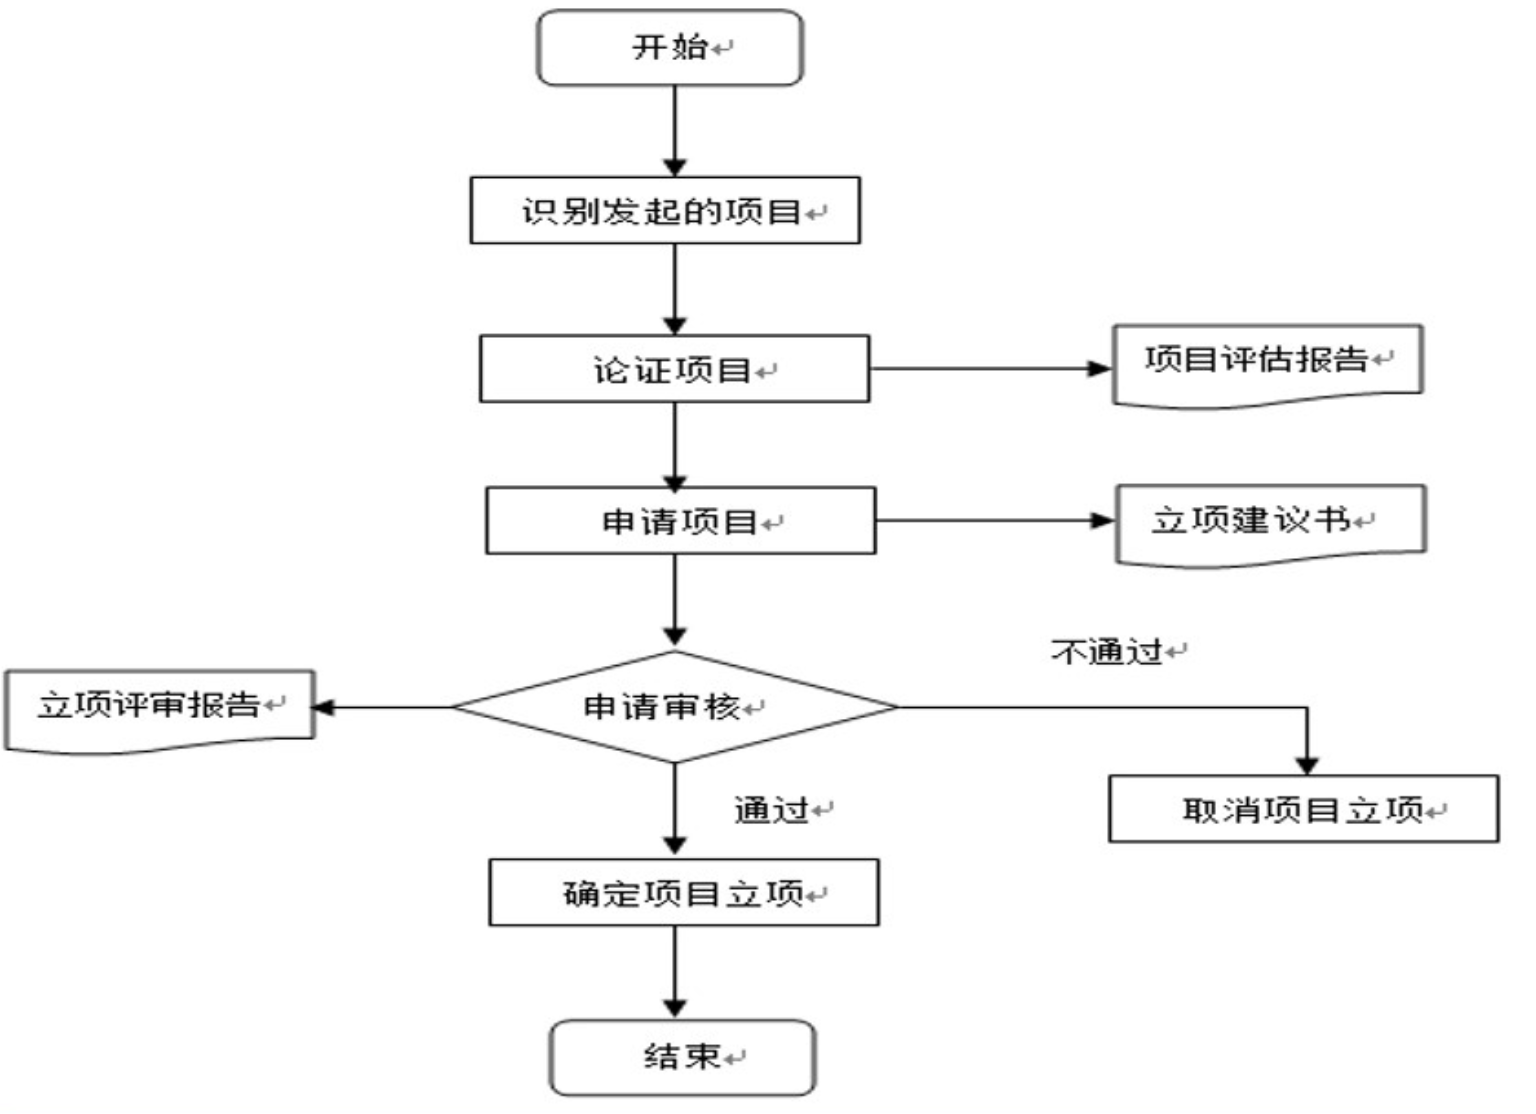 开始
识别发起的项目
论证项目
项目评估报告
申请项目
立项建议书
不通过
立项评审报告
申请审核
通过
取消项目立项
确定项目立项
结束